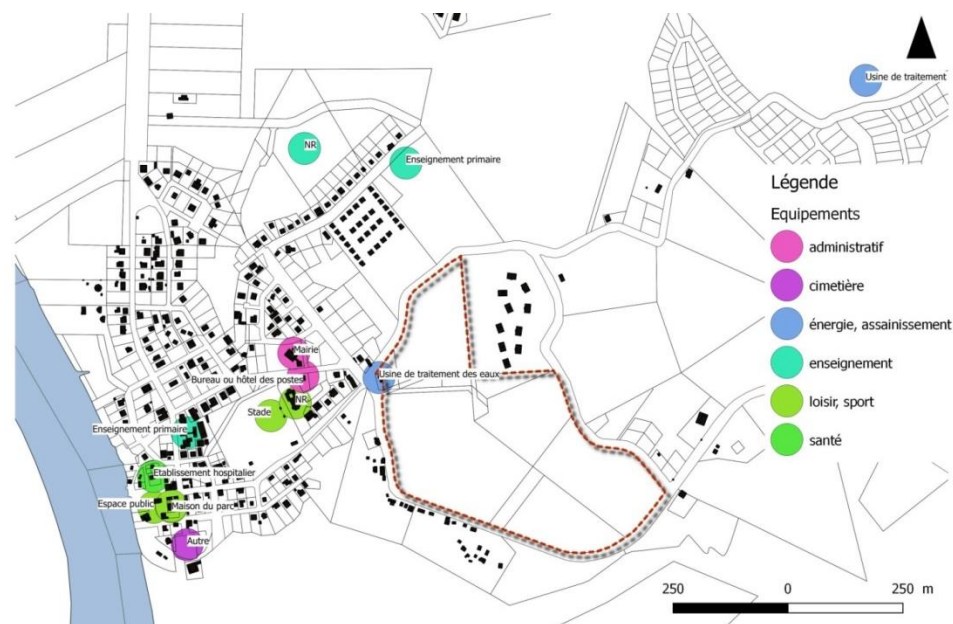 Usine de traitement
NR
Enseignement primaire
Légende
Equipements
administratif
cimetière
énergie, assainissement
enseignement
loisir, sport
santé
Mairie
Bureau ou hôtel des postes
Usine de traitement des eaux
NR
Stade
Enseignement primaire
Etablissement hospitalier
Espace public
Maison du parc
Autre
250 0 250 m